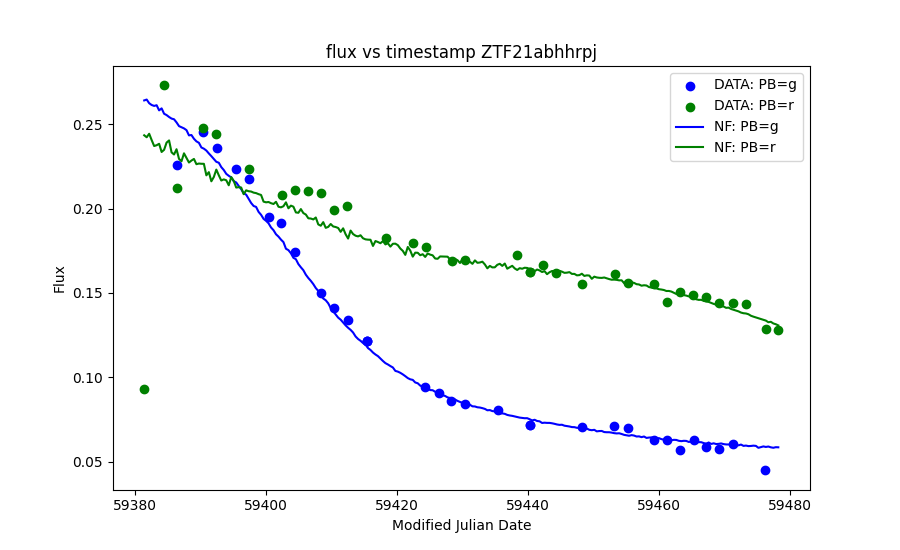 flux vs timestamp ZTF21abhhrpj
DATA: PB=g
DATA: PB=r
NF: PB=g
NF: PB=r
0.25
0.20
0.15
0.10
0.05
Flux
59380
59400
59420
59440
59460
59480
Modified Julian Date